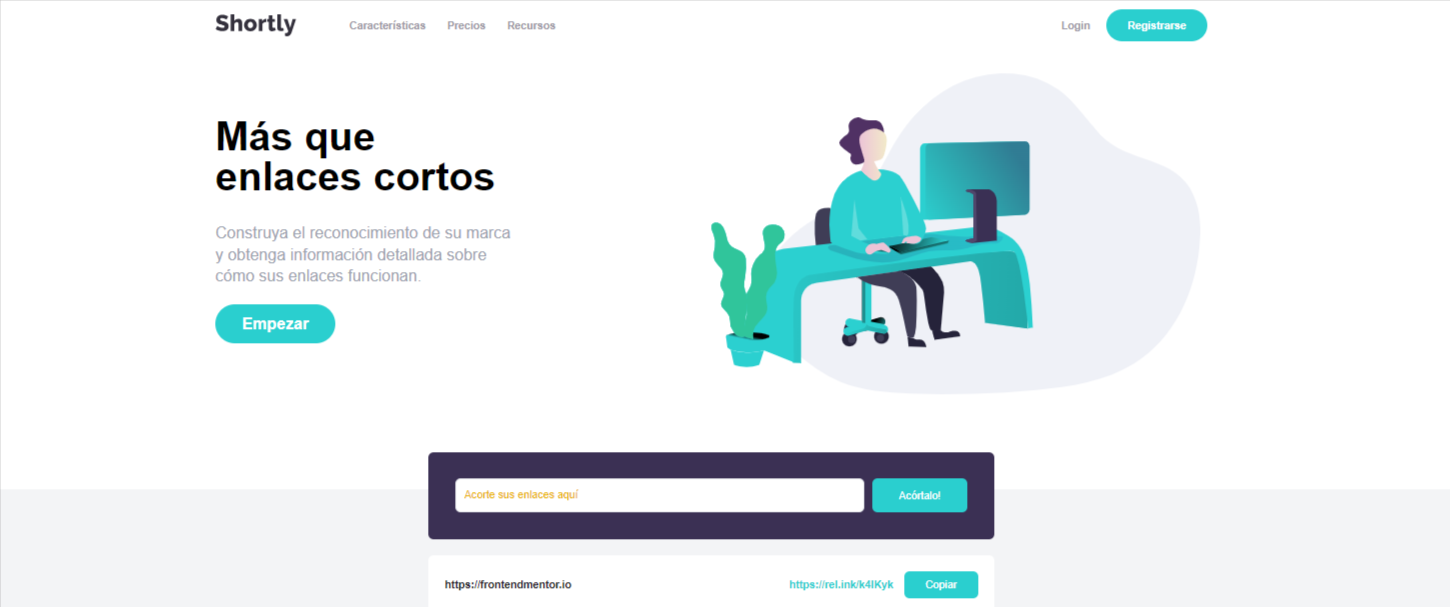 Shortly
Características
Precios
Recursos
Login
Registrarse
Más que
enlaces cortos
Construya el reconocimiento de su marca
y obtenga información detallada sobre
cómo sus enlaces funcionan.
Empezar
Acorte sus enlaces aquí
Acórtalo!
https://frontendmentor.io
https://rel.ink/k4IKyk
Copiar